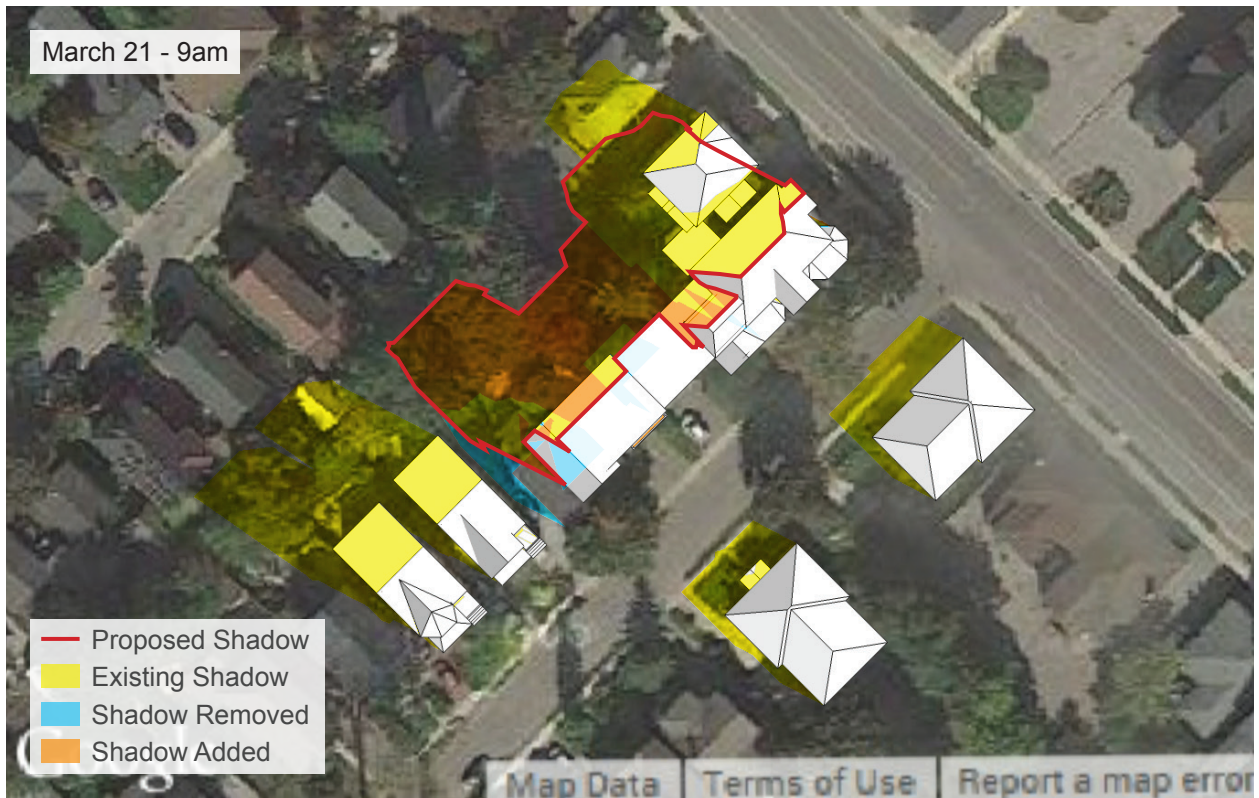 March 21 - 9am
Proposed Shadow
Existing Shadow
Shadow Removed
Shadow Added
Map Data
Terms of Use
Report a map error